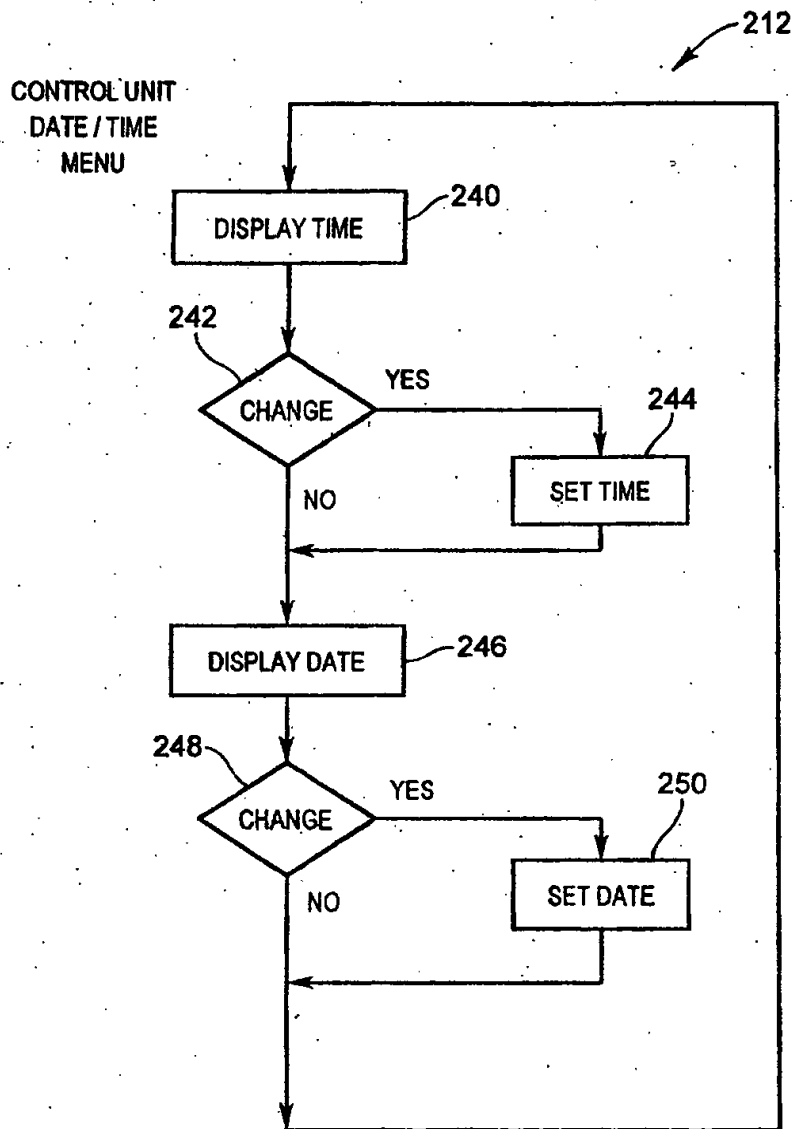 212
CONTROL UNIT
DATE / TIME
MENU
DISPLAY TIME
240
242
CHANGE
YES
244
SET TIME
NO
DISPLAY DATE
246
248
CHANGE
YES
250
SET DATE
NO